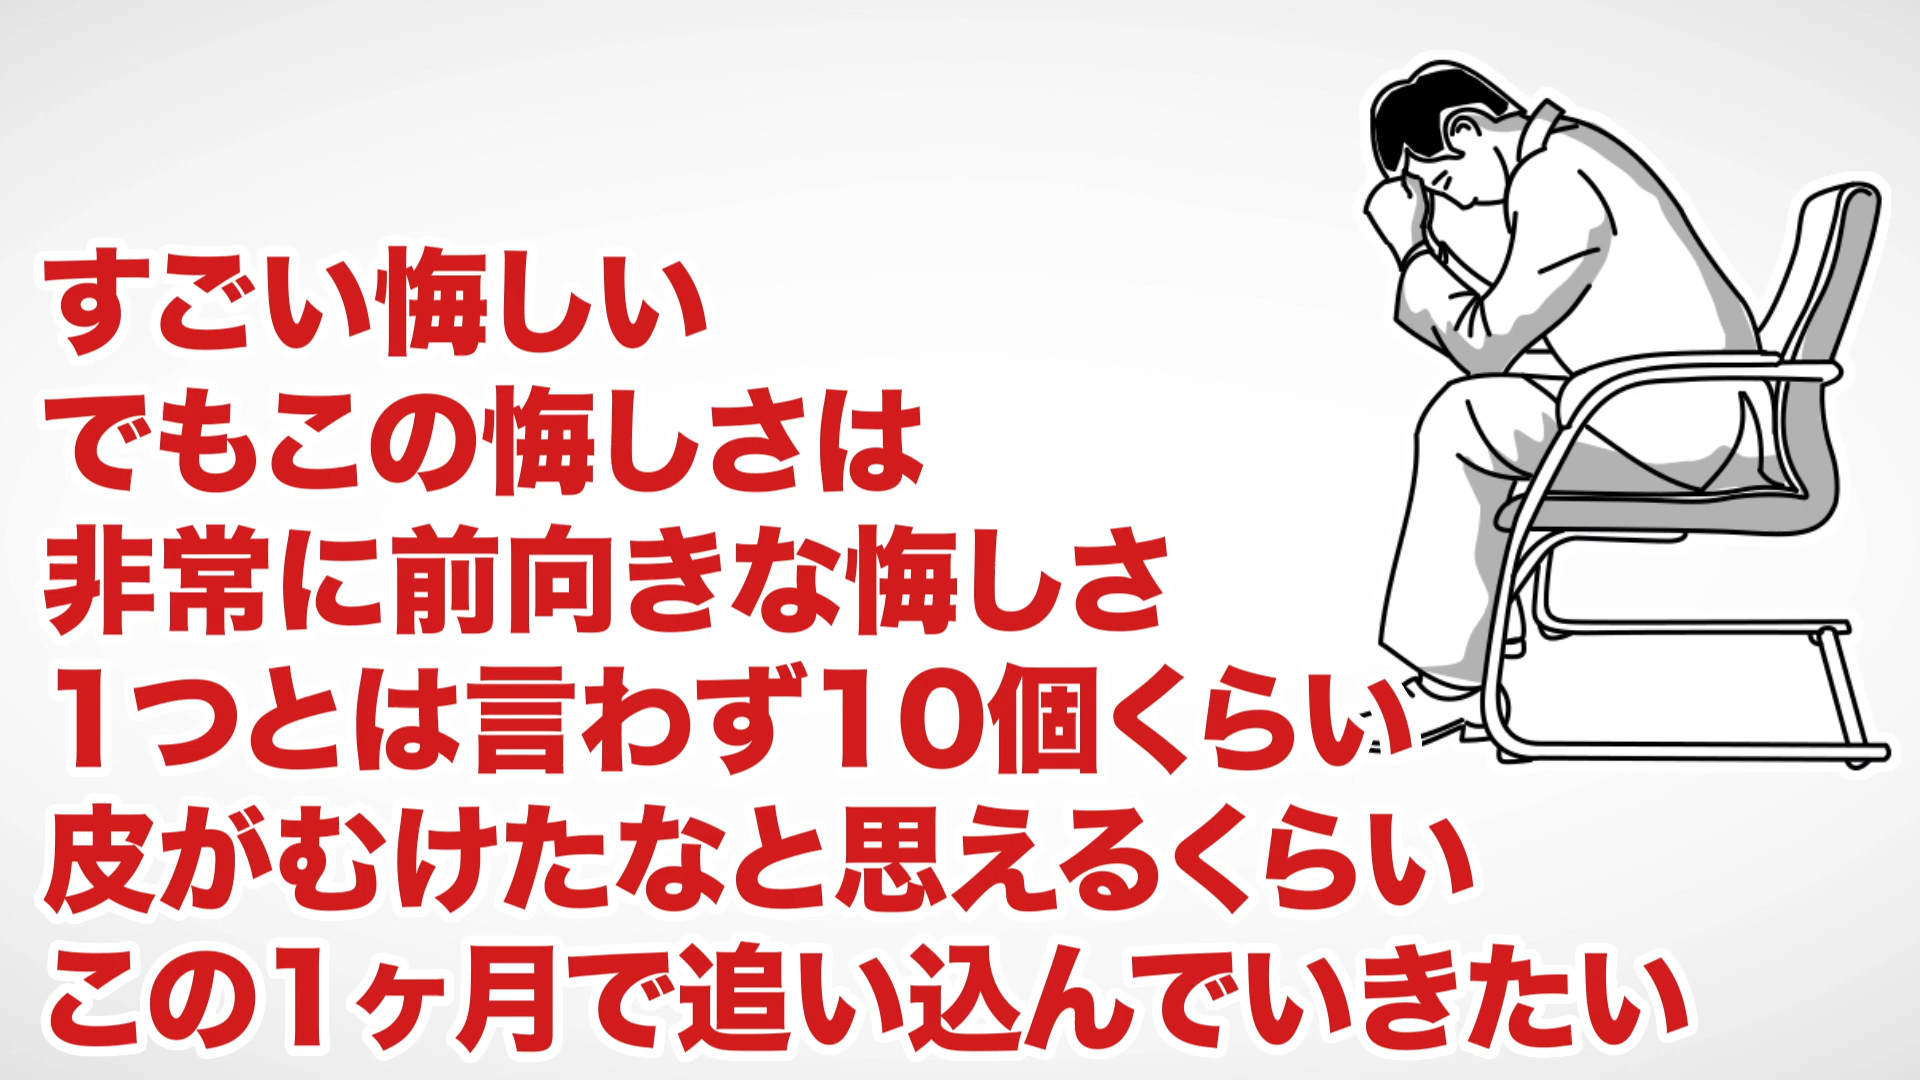 すごい悔しい
でもこの悔しさは
非常に前向きな悔しさ
1つとは言わず10個くらい
皮がむけたなと思えるくらい
この1ヶ月で追い込んでいきたい